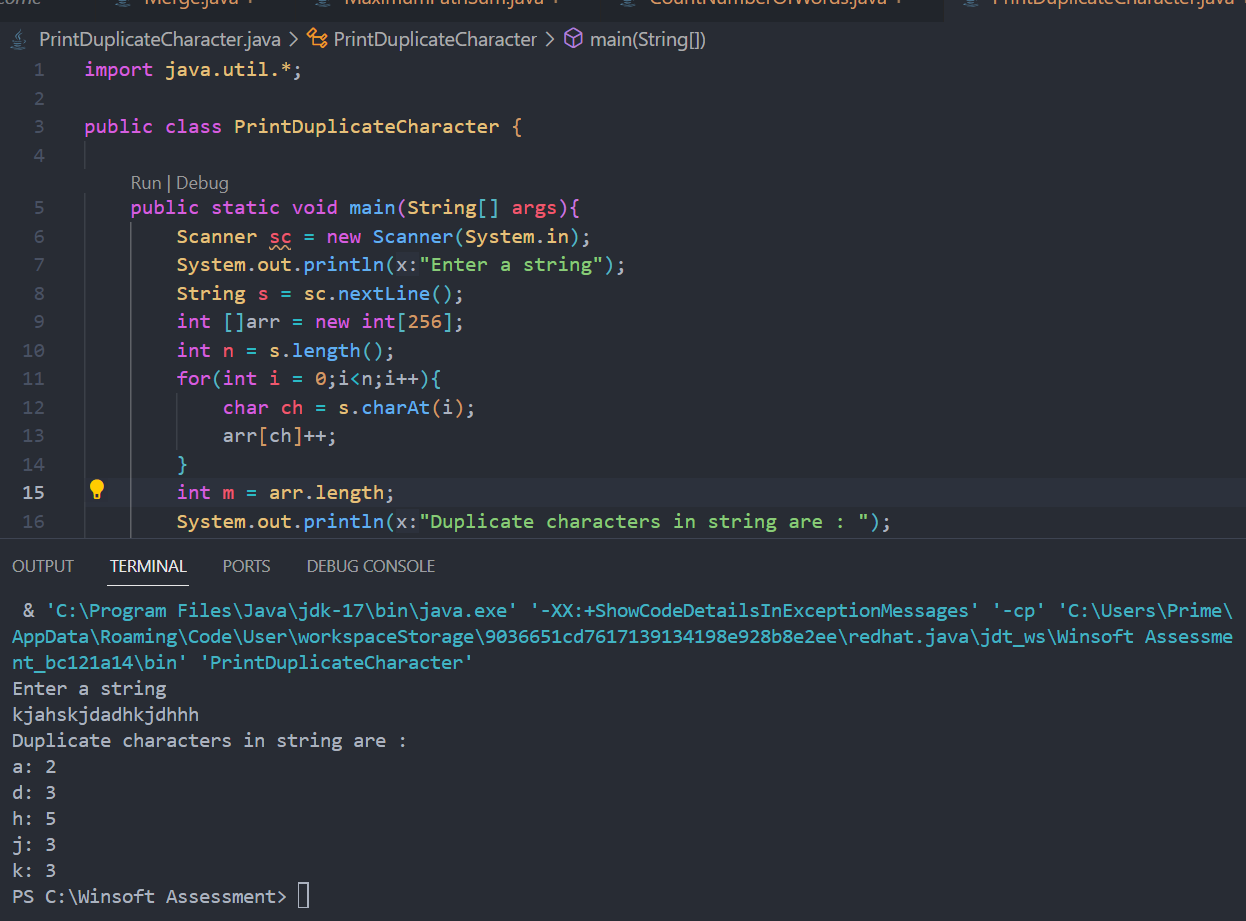 Merge.java MaximumPathSum.java CountNumberOfWords.java PrintDuplicateCharacter.java
PrintDuplicateCharacter.java > PrintDuplicateCharacter > main(String[])
1 import java.util.*;
2
3 public class PrintDuplicateCharacter {
4
Run | Debug
5 public static void main(String[] args){
6 Scanner sc = new Scanner(System.in);
7 System.out.println(x:"Enter a string");
8 String s = sc.nextLine();
9 int []arr = new int[256];
10 int n = s.length();
11 for(int i = 0;i<n;i++){
12 char ch = s.charAt(i);
13 arr[ch]++;
14 }
15 int m = arr.length;
16 System.out.println(x:"Duplicate characters in string are : ");
OUTPUT TERMINAL PORTS DEBUG CONSOLE
& 'C:\Program Files\Java\jdk-17\bin\java.exe' '-XX:+ShowCodeDetailsInExceptionMessages' '-cp' 'C:\Users\Prime\
AppData\Roaming\Code\User\workspaceStorage\9036651cd7617139134198e928b8e2ee\redhat.java\jdt_ws\Winsoft Assessme
nt_bc121a14\bin' 'PrintDuplicateCharacter'
Enter a string
kjahskjdadhkjdhhh
Duplicate characters in string are :
a: 2
d: 3
h: 5
j: 3
k: 3
PS C:\Winsoft Assessment>